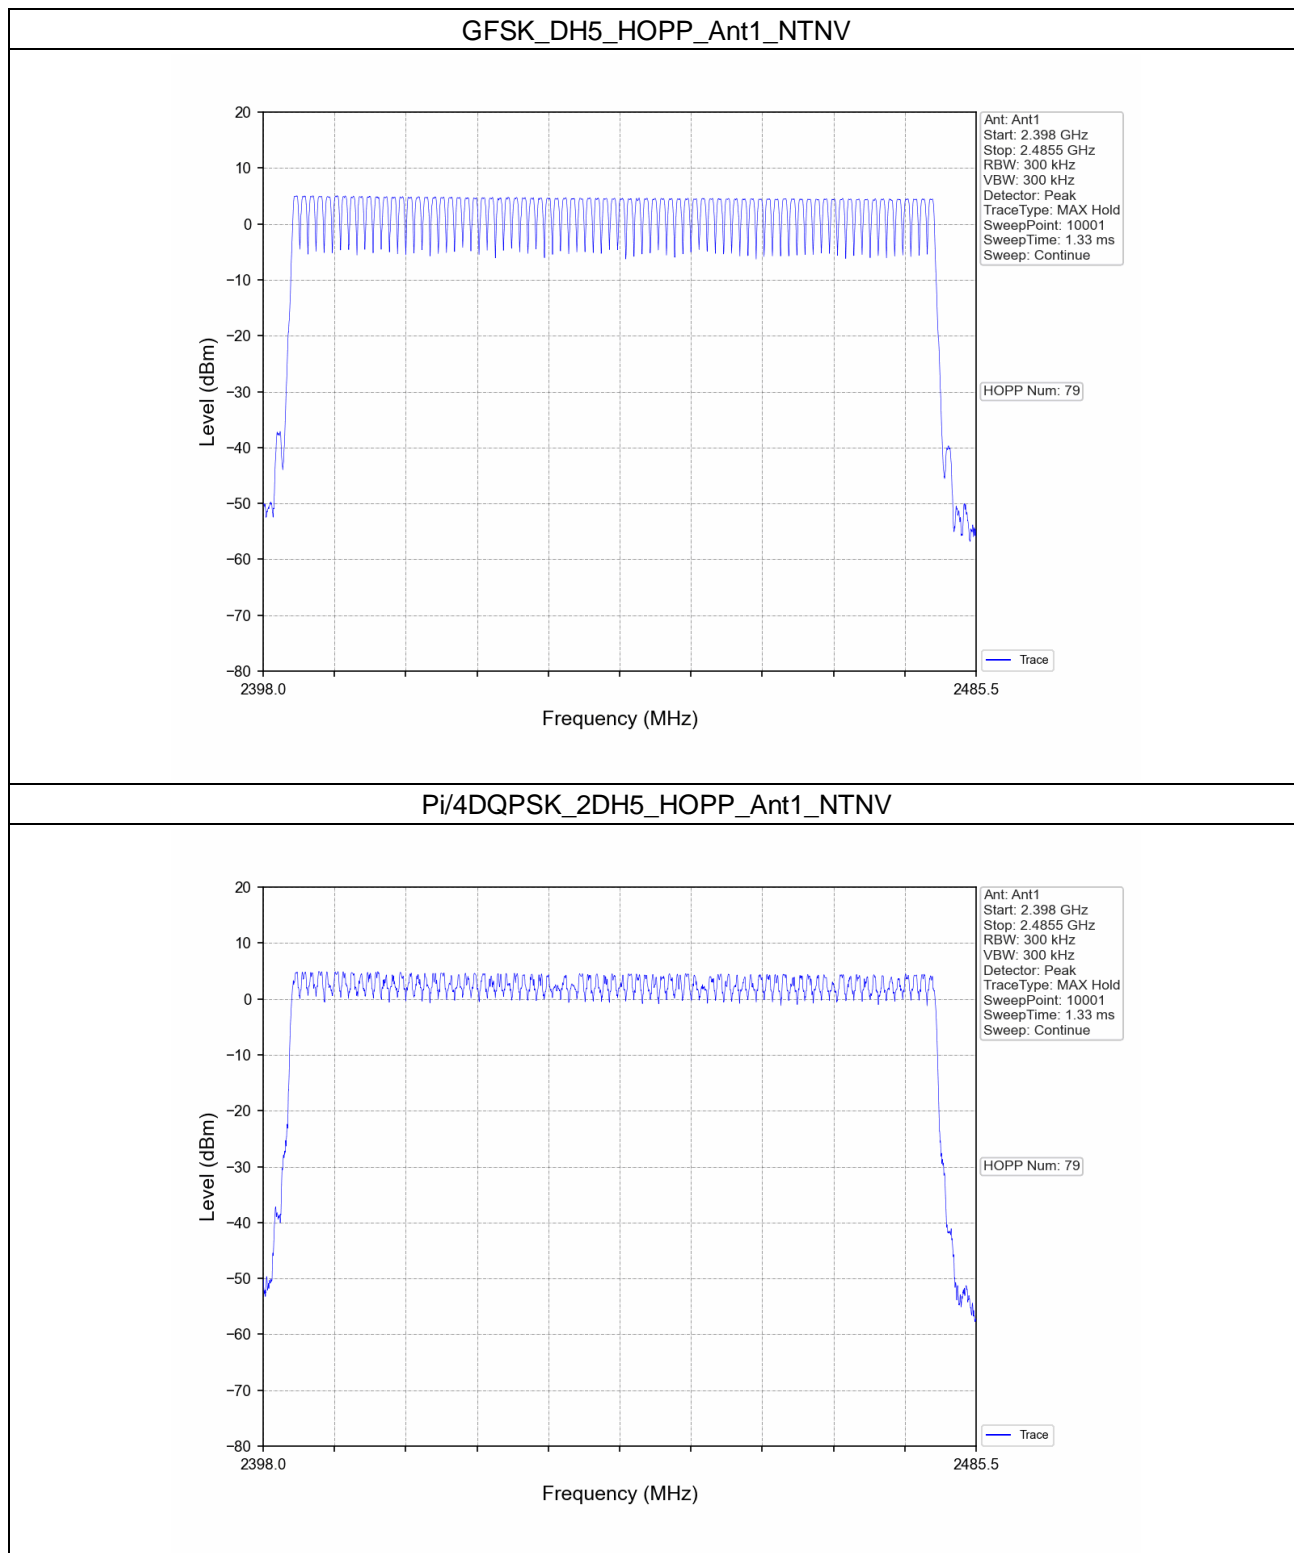 GFSK_DH5_HOPP_Ant1_NTNV
20
10
0
−10
−20
−30
−40
−50
−60
−70
−80
Level (dBm)
2398.0
2485.5
Frequency (MHz)
Ant: Ant1
Start: 2.398 GHz
Stop: 2.4855 GHz
RBW: 300 kHz
VBW: 300 kHz
Detector: Peak
TraceType: MAX Hold
SweepPoint: 10001
SweepTime: 1.33 ms
Sweep: Continue
HOPP Num: 79
Trace
Pi/4DQPSK_2DH5_HOPP_Ant1_NTNV
20
10
0
−10
−20
−30
−40
−50
−60
−70
−80
Level (dBm)
2398.0
2485.5
Frequency (MHz)
Ant: Ant1
Start: 2.398 GHz
Stop: 2.4855 GHz
RBW: 300 kHz
VBW: 300 kHz
Detector: Peak
TraceType: MAX Hold
SweepPoint: 10001
SweepTime: 1.33 ms
Sweep: Continue
HOPP Num: 79
Trace